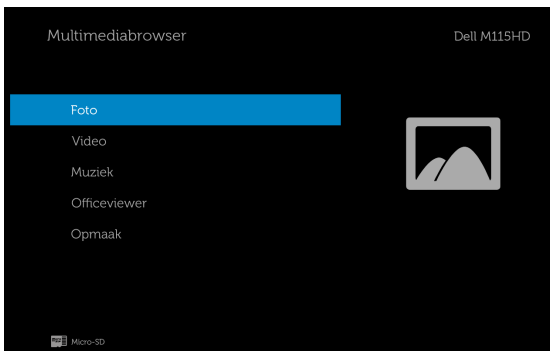 Multimediabrowser
Dell M115HD
Foto
Video
Muziek
Officeviewer
Opmaak
Micro-SD